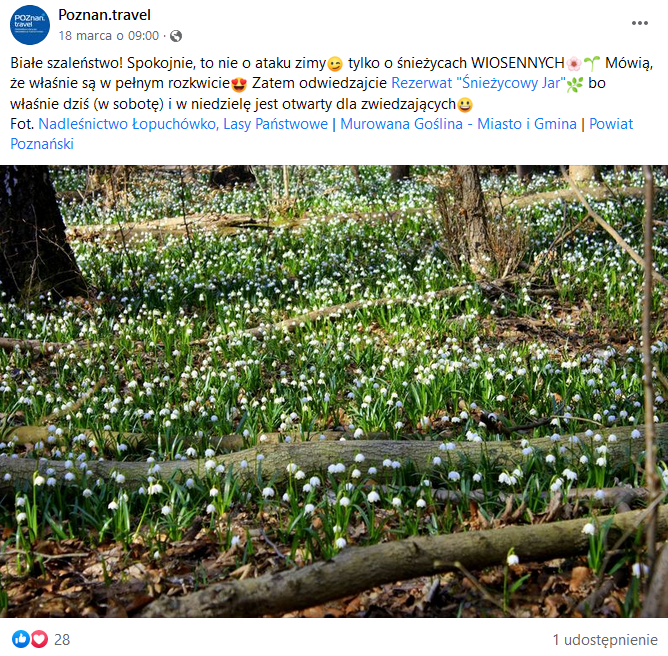 POZnan.
travel
Poznan.travel
18 marca o 09:00 ·
Białe szaleństwo! Spokojnie, to nie o ataku zimy😜 tylko o śnieżycach WIOSENNYCH🌸🌱 Mówią,
że właśnie są w pełnym rozkwicie🤩 Zatem odwiedzajcie Rezerwat "Śnieżycowy Jar"🌿 bo
właśnie dziś (w sobotę) i w niedzielę jest otwarty dla zwiedzających😃
Fot. Nadleśnictwo Łopuchówko, Lasy Państwowe | Murowana Goślina - Miasto i Gmina | Powiat
Poznański
28
1 udostępnienie